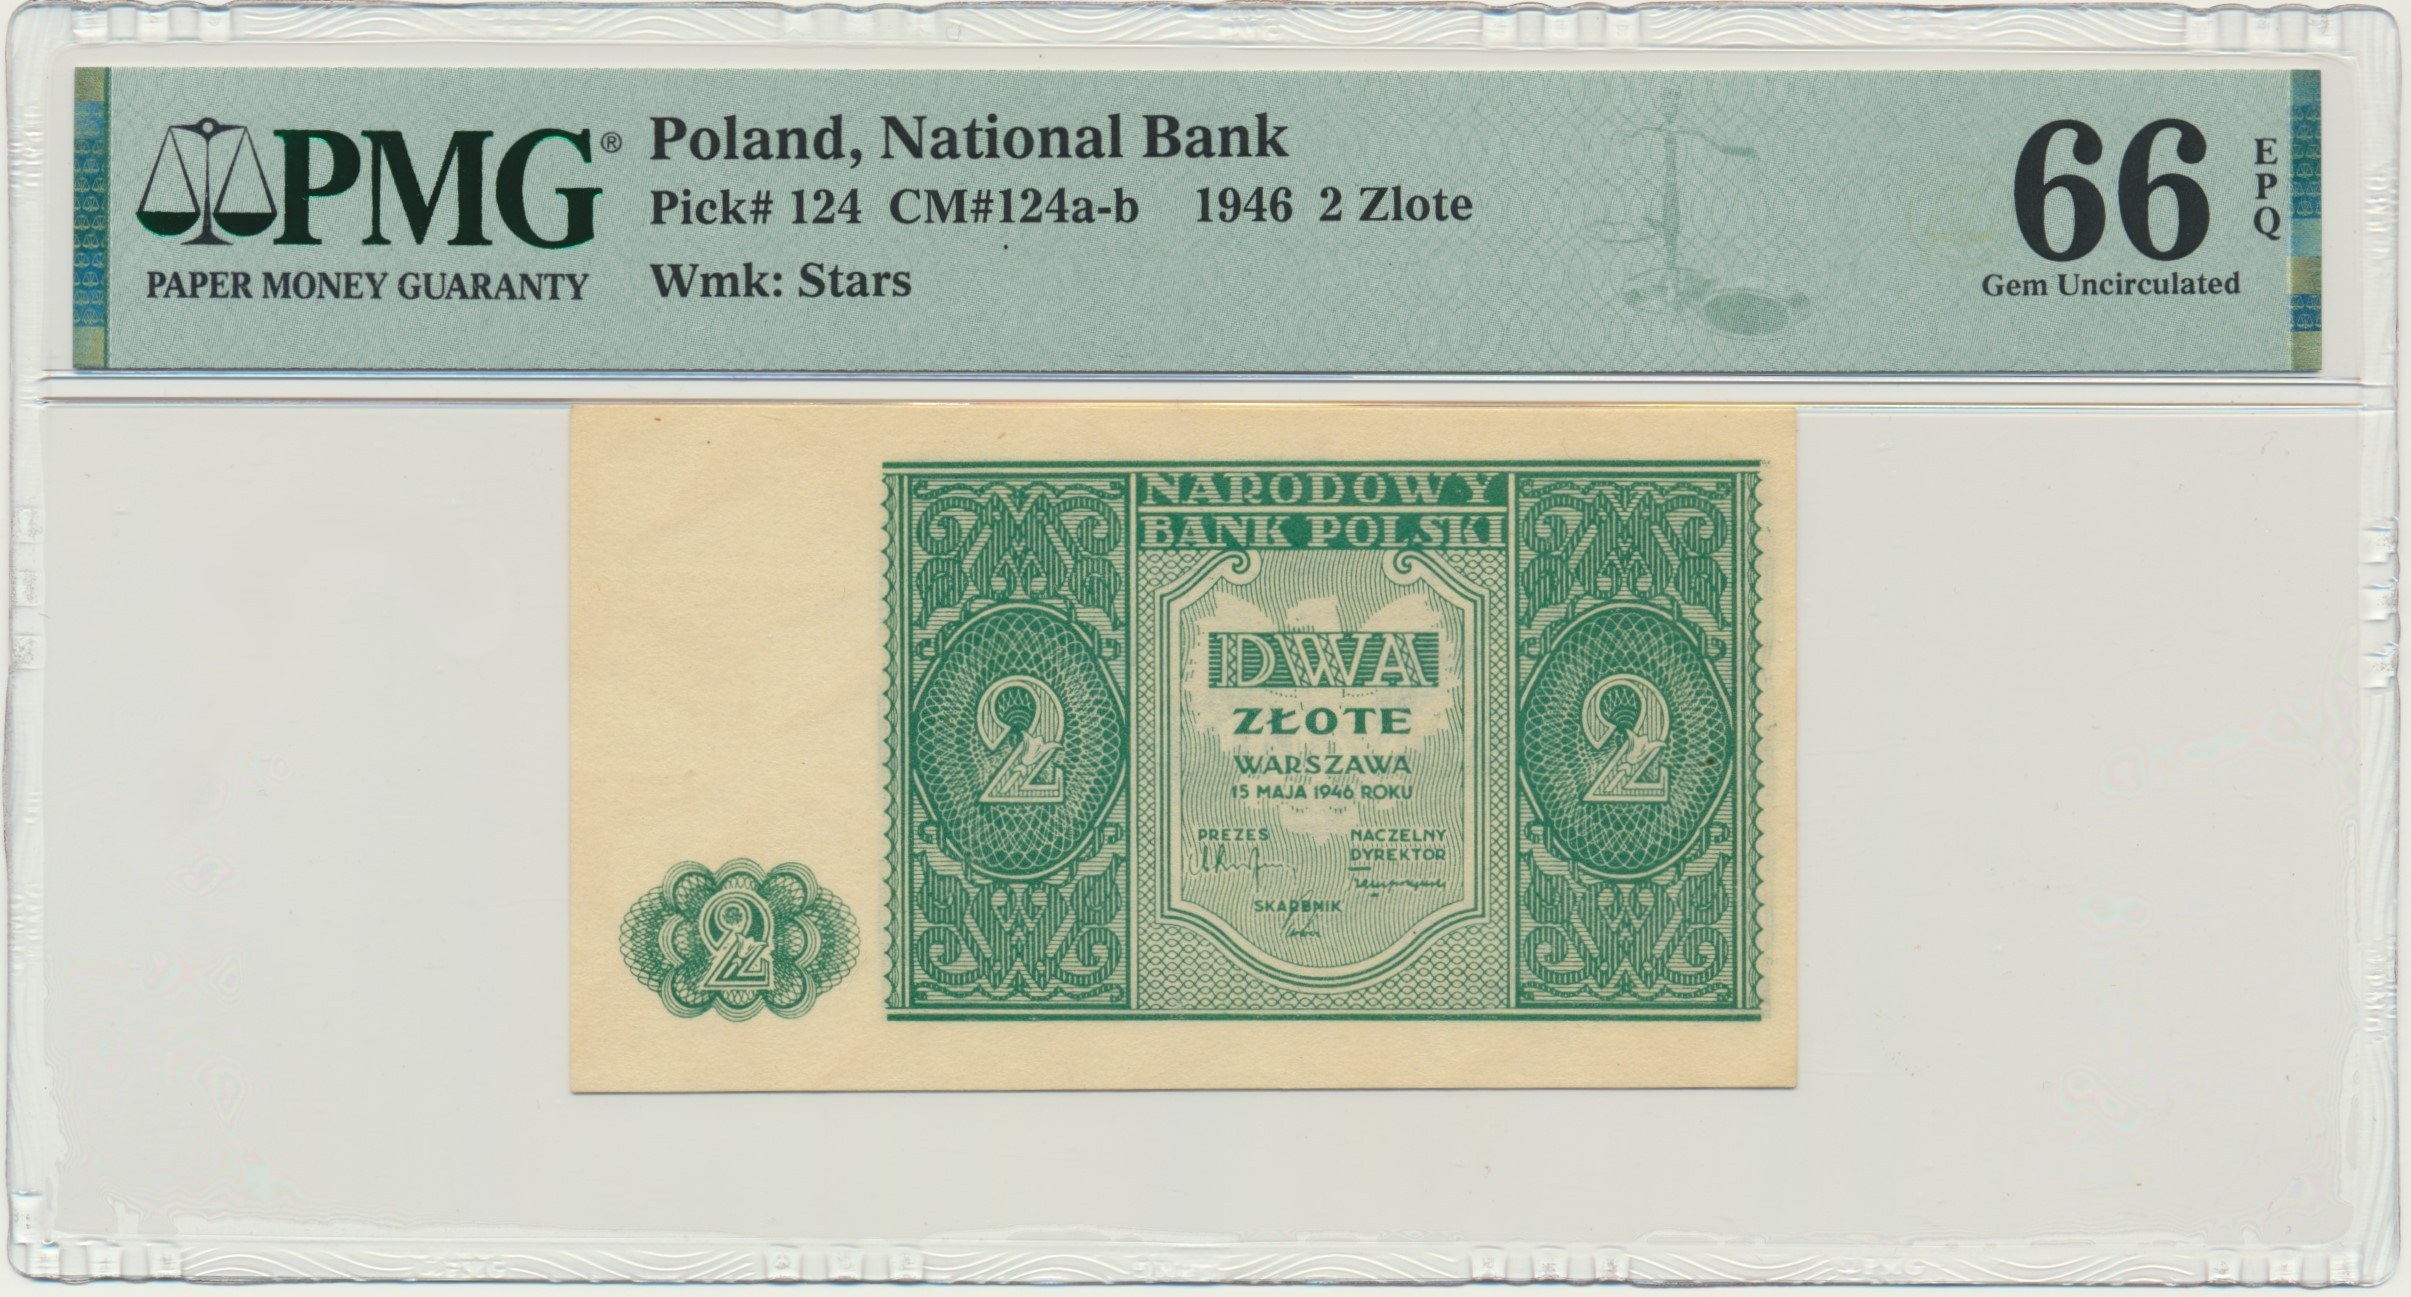 PMG®
PAPER MONEY GUARANTY
Poland, National Bank
Pick# 124 CM#124a-b 1946 2 Zlote
Wmk: Stars
66
EPQ
Gem Uncirculated
NARODOWY
BANK POLSKI
2
DWA
ZŁOTE
2
WARSZAWA
15 MAJA 1946 ROKU
PREZES
NACZELNY
DYREKTOR
SKARBNIK
2 ZŁ